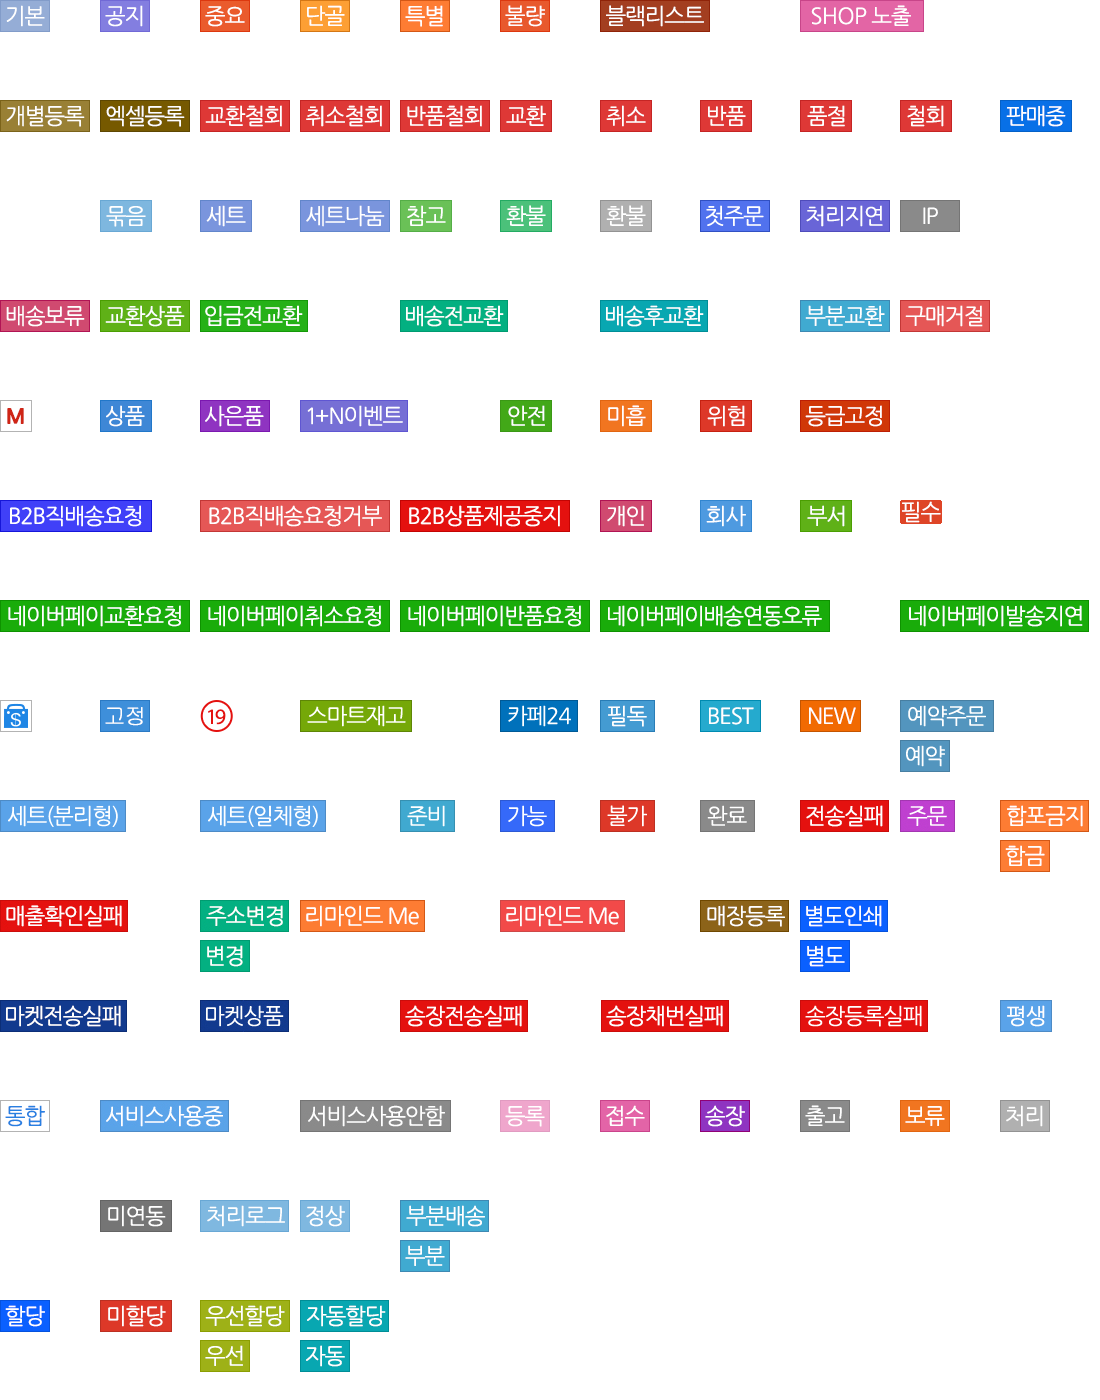 기본 공지 중요 단골 특별 불량 블랙리스트 SHOP 노출
개별등록 엑셀등록 교환철회 취소철회 반품철회 교환 취소 반품 품절 철회 판매중
묶음 세트 세트나눔 참고 환불 환불 첫주문 처리지연 IP
배송보류 교환상품 입금전교환 배송전교환 배송후교환 부분교환 구매거절
M 상품 사은품 1+N이벤트 안전 미흡 위험 등급고정
B2B직배송요청 B2B직배송요청거부 B2B상품제공중지 개인 회사 부서 필수
네이버페이교환요청 네이버페이취소요청 네이버페이반품요청 네이버페이배송연동오류 네이버페이발송지연
S 고정 19 스마트재고 카페24 필독 BEST NEW 예약주문
예약
세트(분리형) 세트(일체형) 준비 가능 불가 완료 전송실패 주문 합포금지
합금
매출확인실패 주소변경 리마인드 Me 리마인드 Me 매장등록 별도인쇄
변경 별도
마켓전송실패 마켓상품 송장전송실패 송장채번실패 송장등록실패 평생
통합 서비스사용중 서비스사용안함 등록 접수 송장 출고 보류 처리
미연동 처리로그 정상 부분배송
부분
할당 미할당 우선할당 자동할당
우선 자동